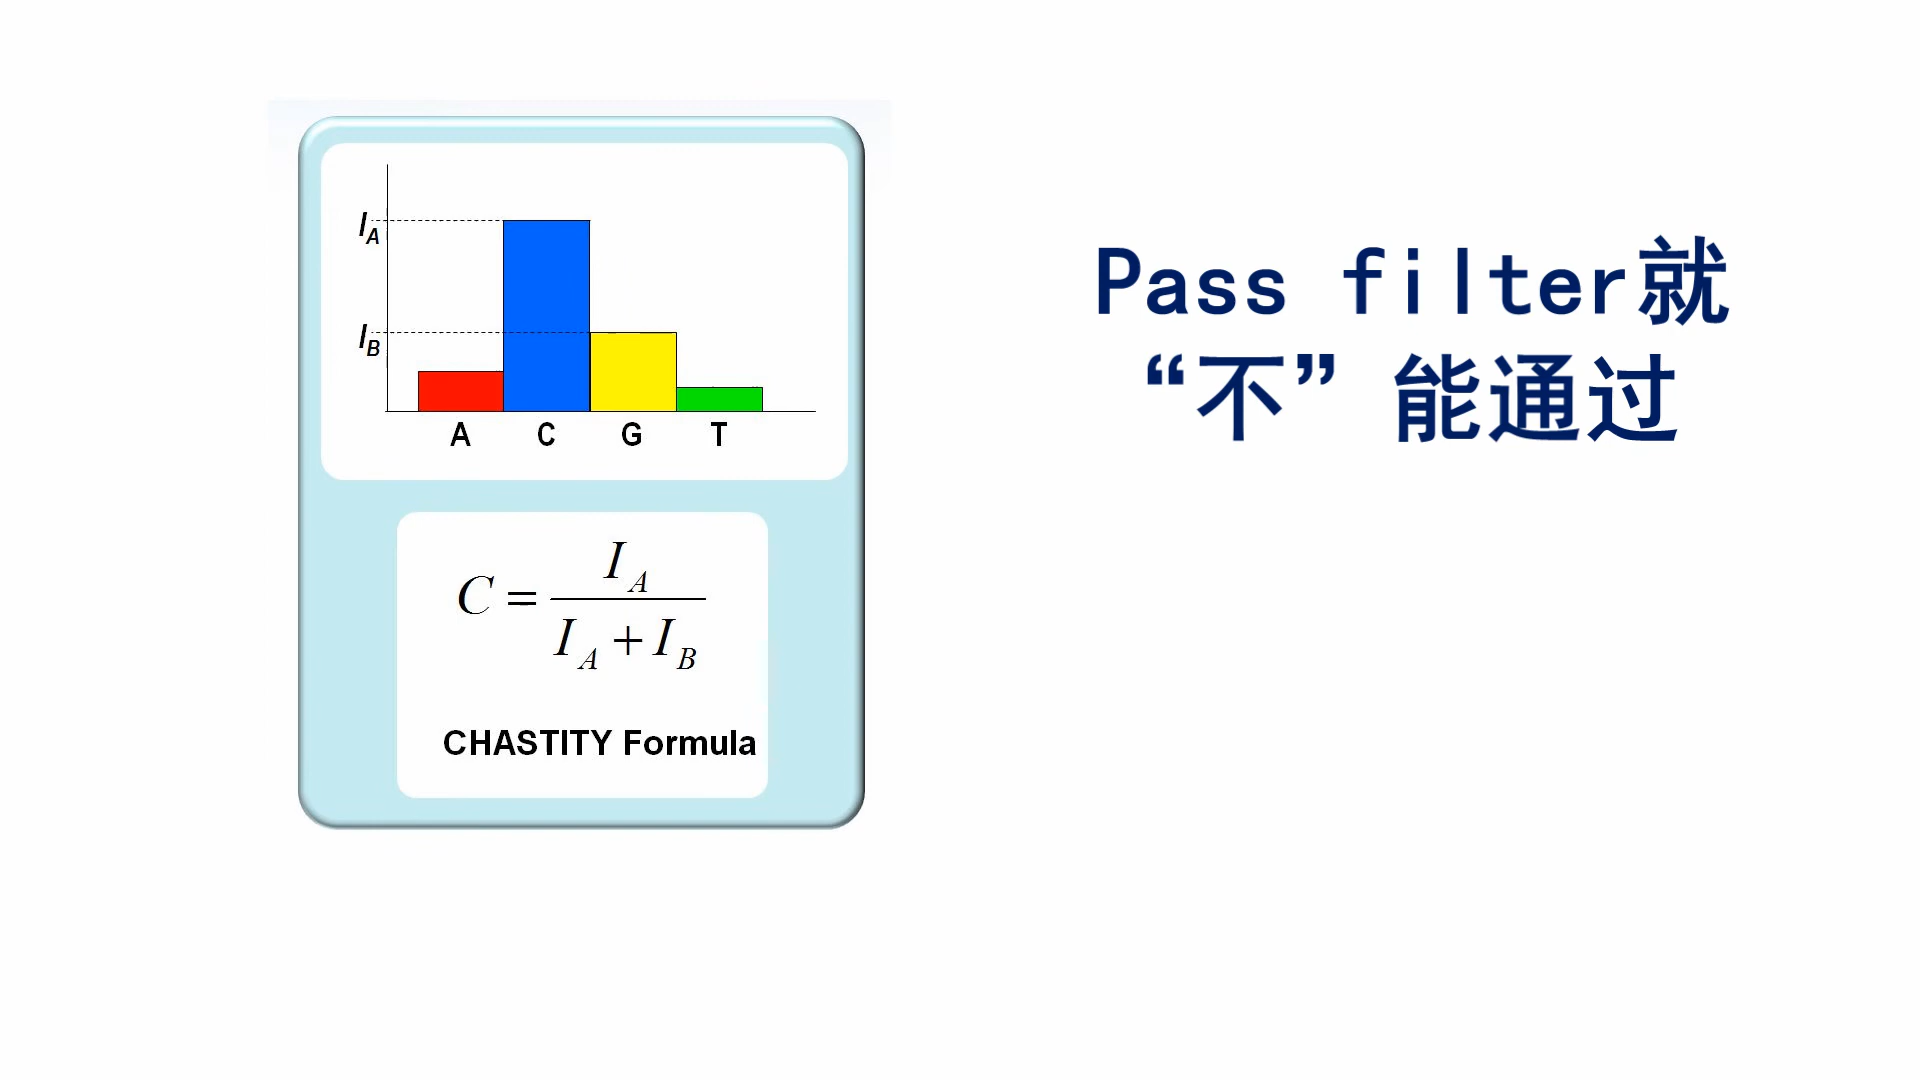 I_A
I_B
A C G T
C = I_A / (I_A + I_B)
CHASTITY Formula
Pass filter就
“不”能通过